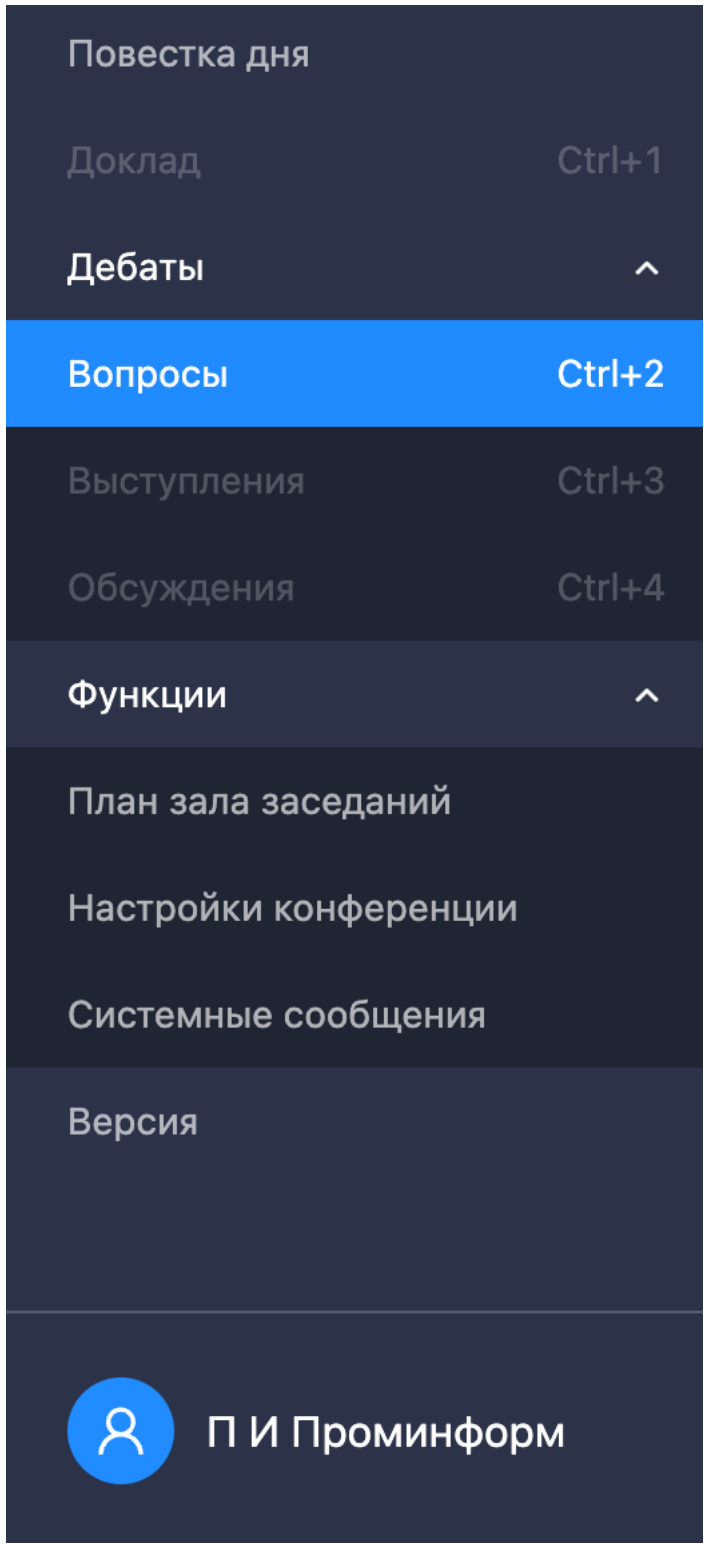 Повестка дня
Доклад Ctrl+1
Дебаты
Вопросы Ctrl+2
Выступления Ctrl+3
Обсуждения Ctrl+4
Функции
План зала заседаний
Настройки конференции
Системные сообщения
Версия
П И Проминформ